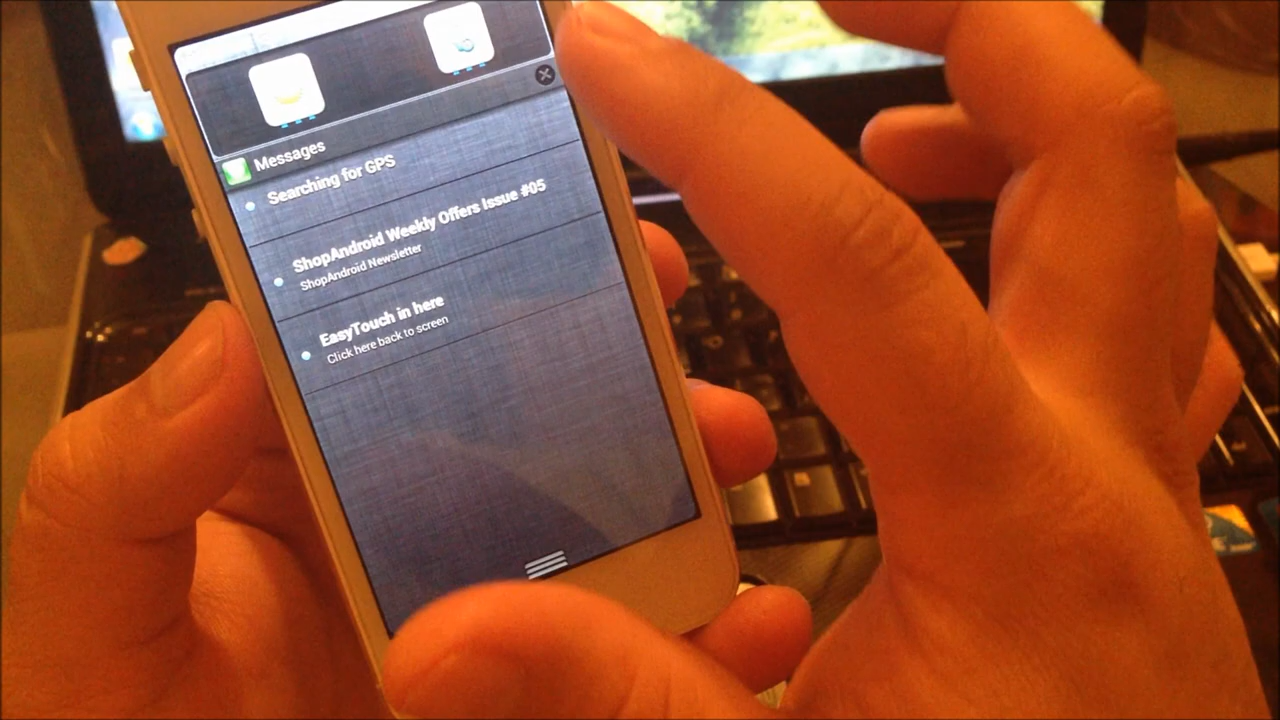 Messages
Searching for GPS
ShopAndroid Weekly Offers Issue #05
ShopAndroid Newsletter
EasyTouch in here
Click here back to screen